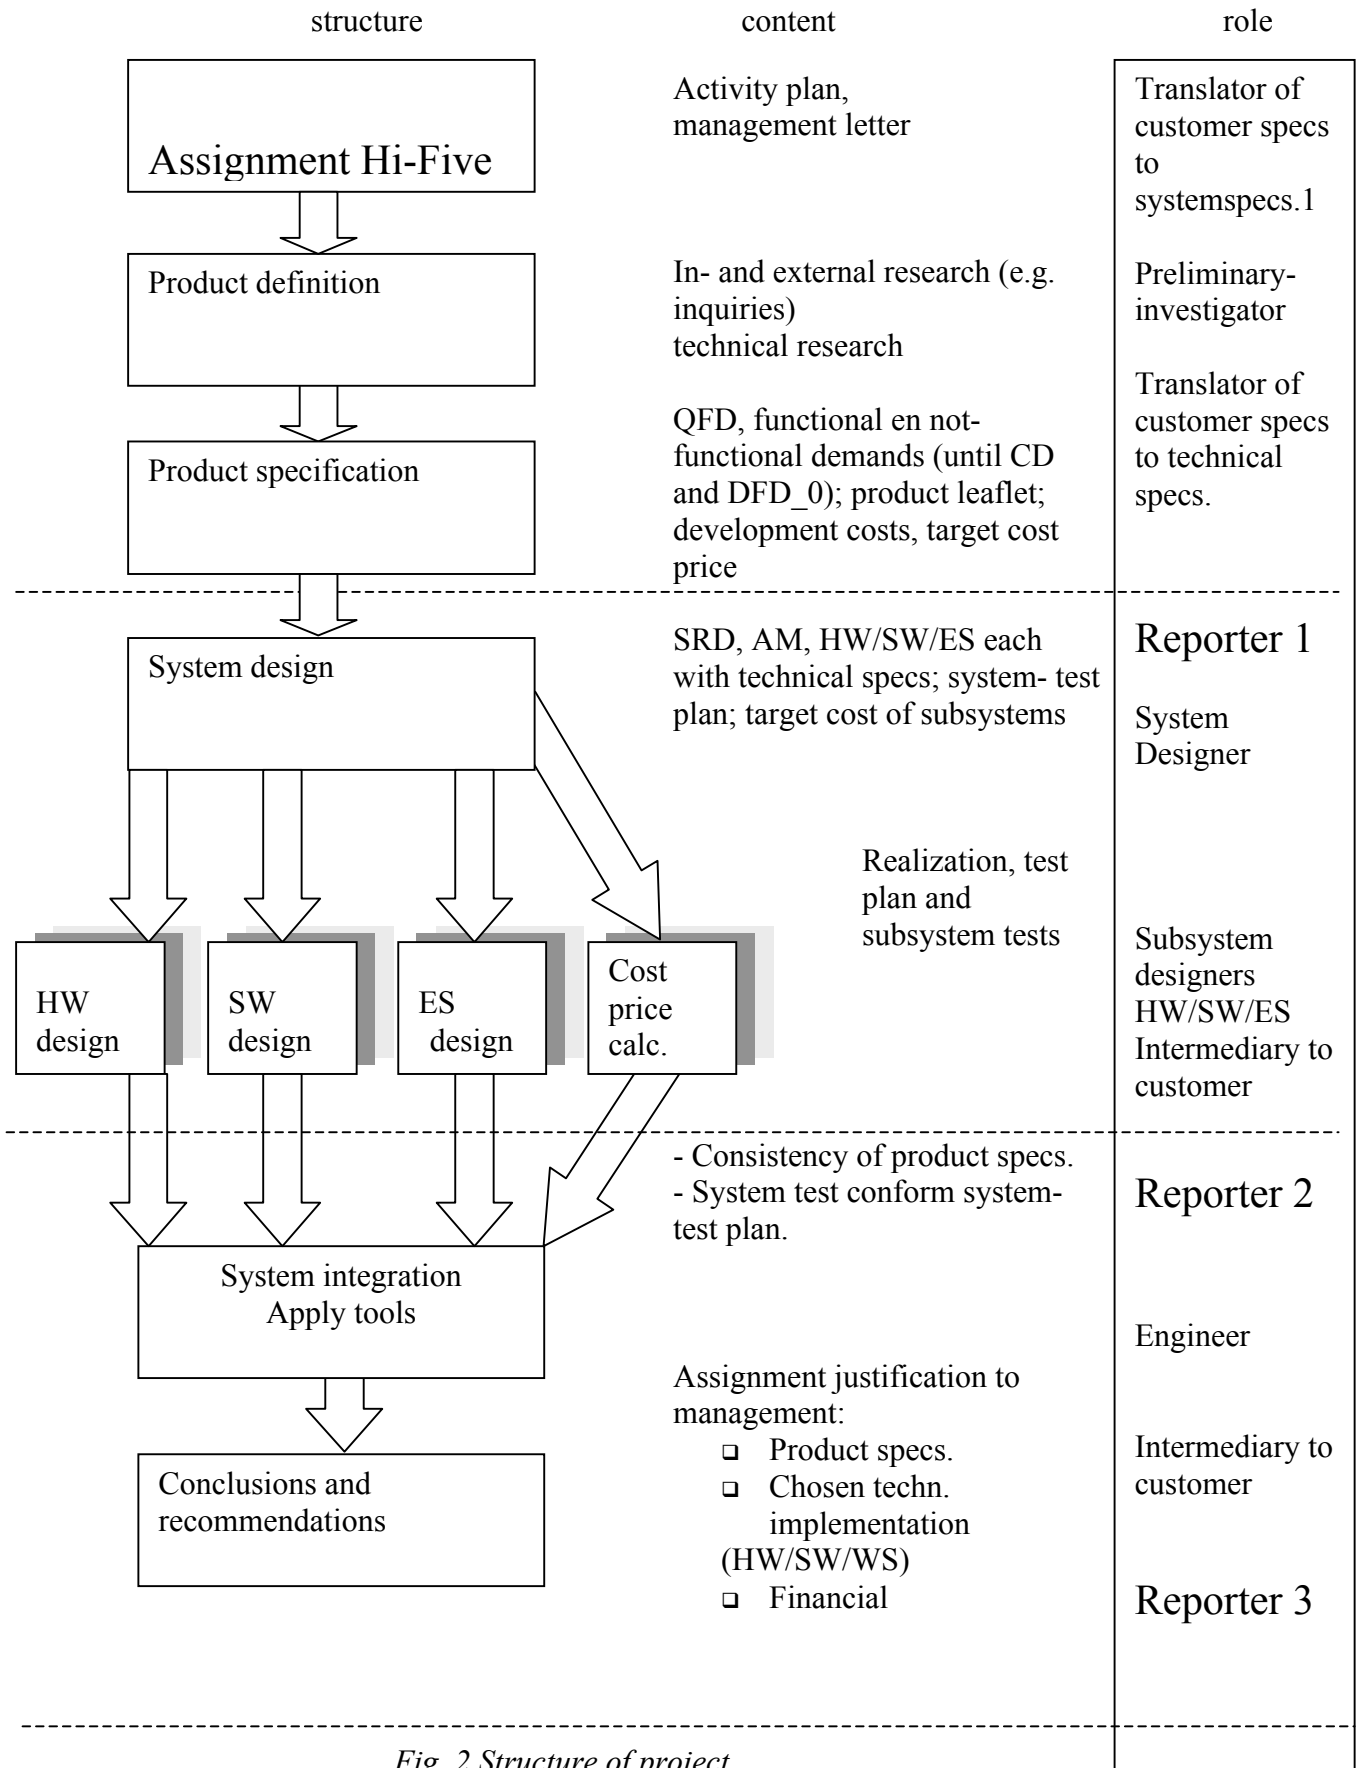 structure
content
role
Assignment Hi-Five
Activity plan,
management letter
Translator of
customer specs
to
systemspecs.1
Product definition
In- and external research (e.g.
inquiries)
technical research
Preliminary-
investigator
Product specification
QFD, functional en not-
functional demands (until CD
and DFD_0); product leaflet;
development costs, target cost
price
Translator of
customer specs
to technical
specs.
System design
SRD, AM, HW/SW/ES each
with technical specs; system- test
plan; target cost of subsystems
Reporter 1
System
Designer
Realization, test
plan and
subsystem tests
HW
design
SW
design
ES
design
Cost
price
calc.
Subsystem
designers
HW/SW/ES
Intermediary to
customer
- Consistency of product specs.
- System test conform system-
test plan.
Reporter 2
System integration
Apply tools
Engineer
Assignment justification to
management:
❑ Product specs.
❑ Chosen techn.
implementation
(HW/SW/WS)
❑ Financial
Intermediary to
customer
Conclusions and
recommendations
Reporter 3
Fig. 2 Structure of project